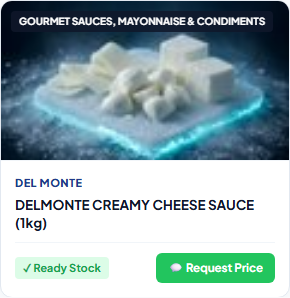 GOURMET SAUCES, MAYONNAISE & CONDIMENTS
DEL MONTE
DELMONTE CREAMY CHEESE SAUCE
(1kg)
✓ Ready Stock
💬 Request Price